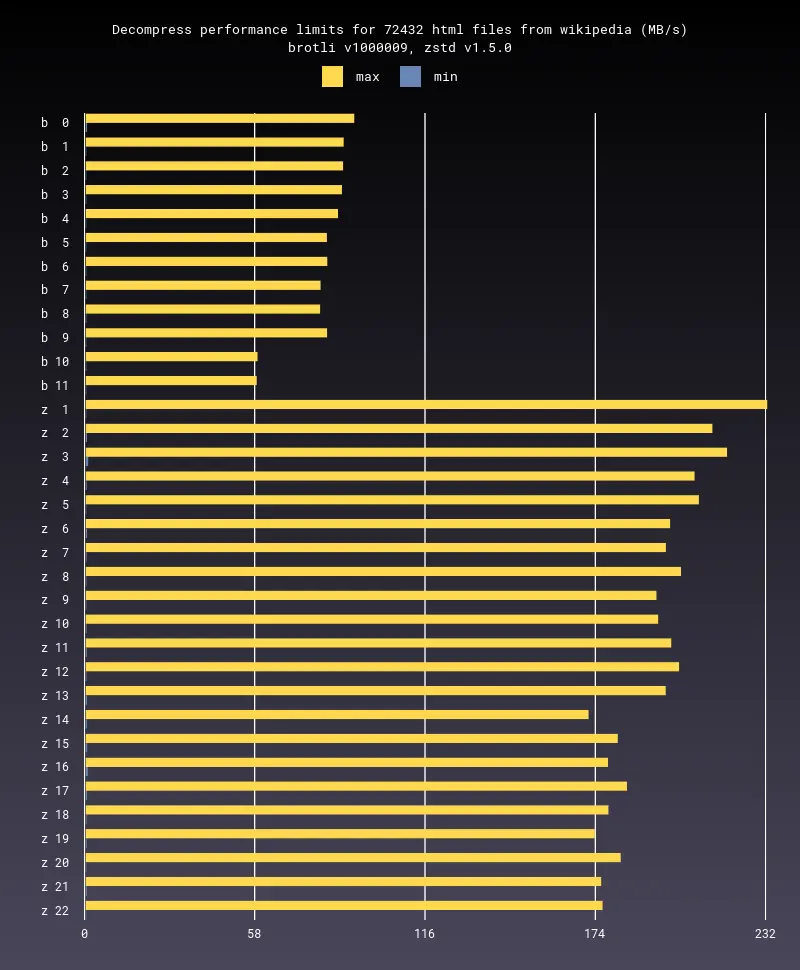 Decompress performance limits for 72432 html files from wikipedia (MB/s)
brotli v1000009, zstd v1.5.0
max min
b 0
b 1
b 2
b 3
b 4
b 5
b 6
b 7
b 8
b 9
b 10
b 11
z 1
z 2
z 3
z 4
z 5
z 6
z 7
z 8
z 9
z 10
z 11
z 12
z 13
z 14
z 15
z 16
z 17
z 18
z 19
z 20
z 21
z 22
0 58 116 174 232